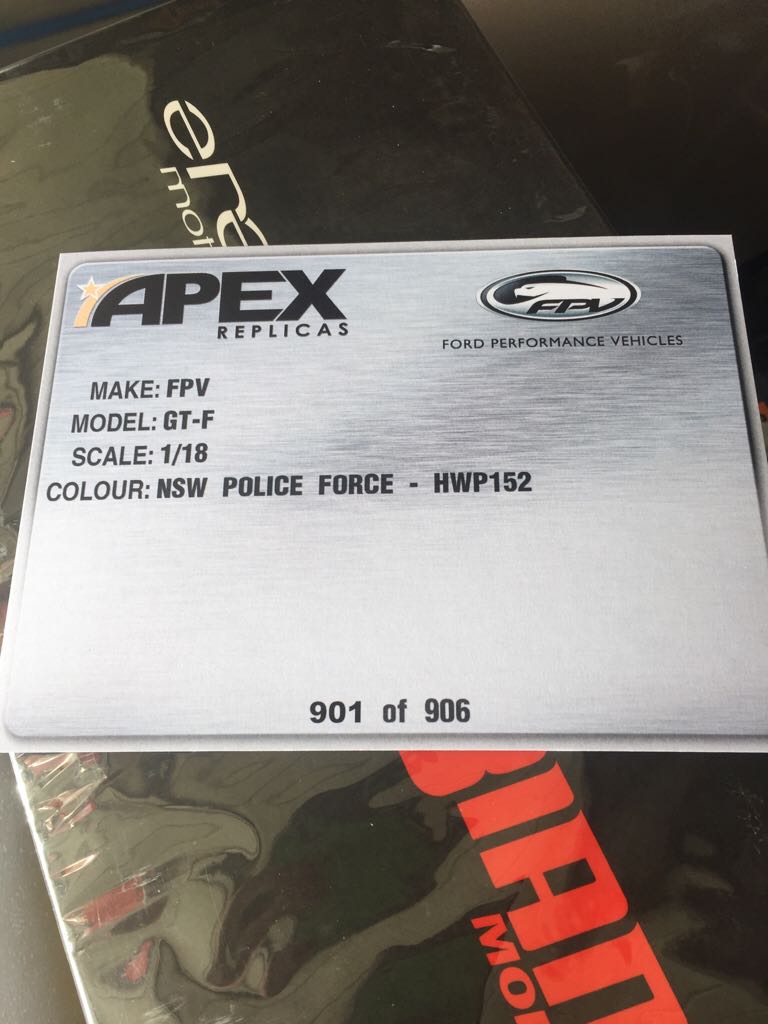 APEX
REPLICAS
FPV
FORD PERFORMANCE VEHICLES
MAKE: FPV
MODEL: GT-F
SCALE: 1/18
COLOUR: NSW POLICE FORCE - HWP152
901 of 906